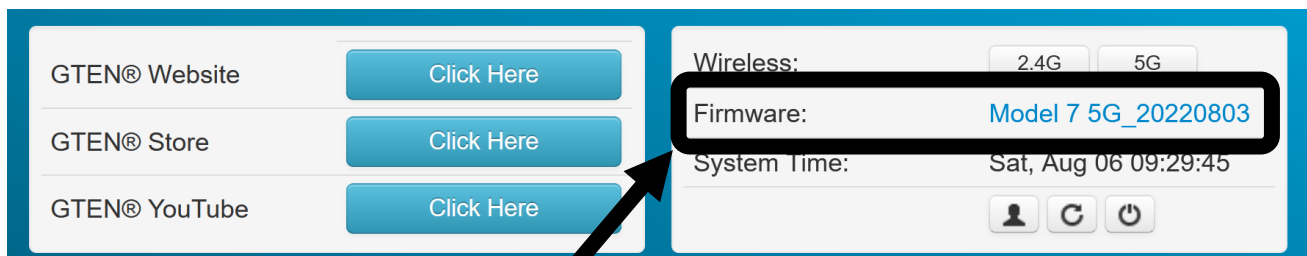 GTEN® Website
Click Here
GTEN® Store
Click Here
GTEN® YouTube
Click Here
Wireless:
2.4G
5G
Firmware:
Model 7 5G_20220803
System Time:
Sat, Aug 06 09:29:45